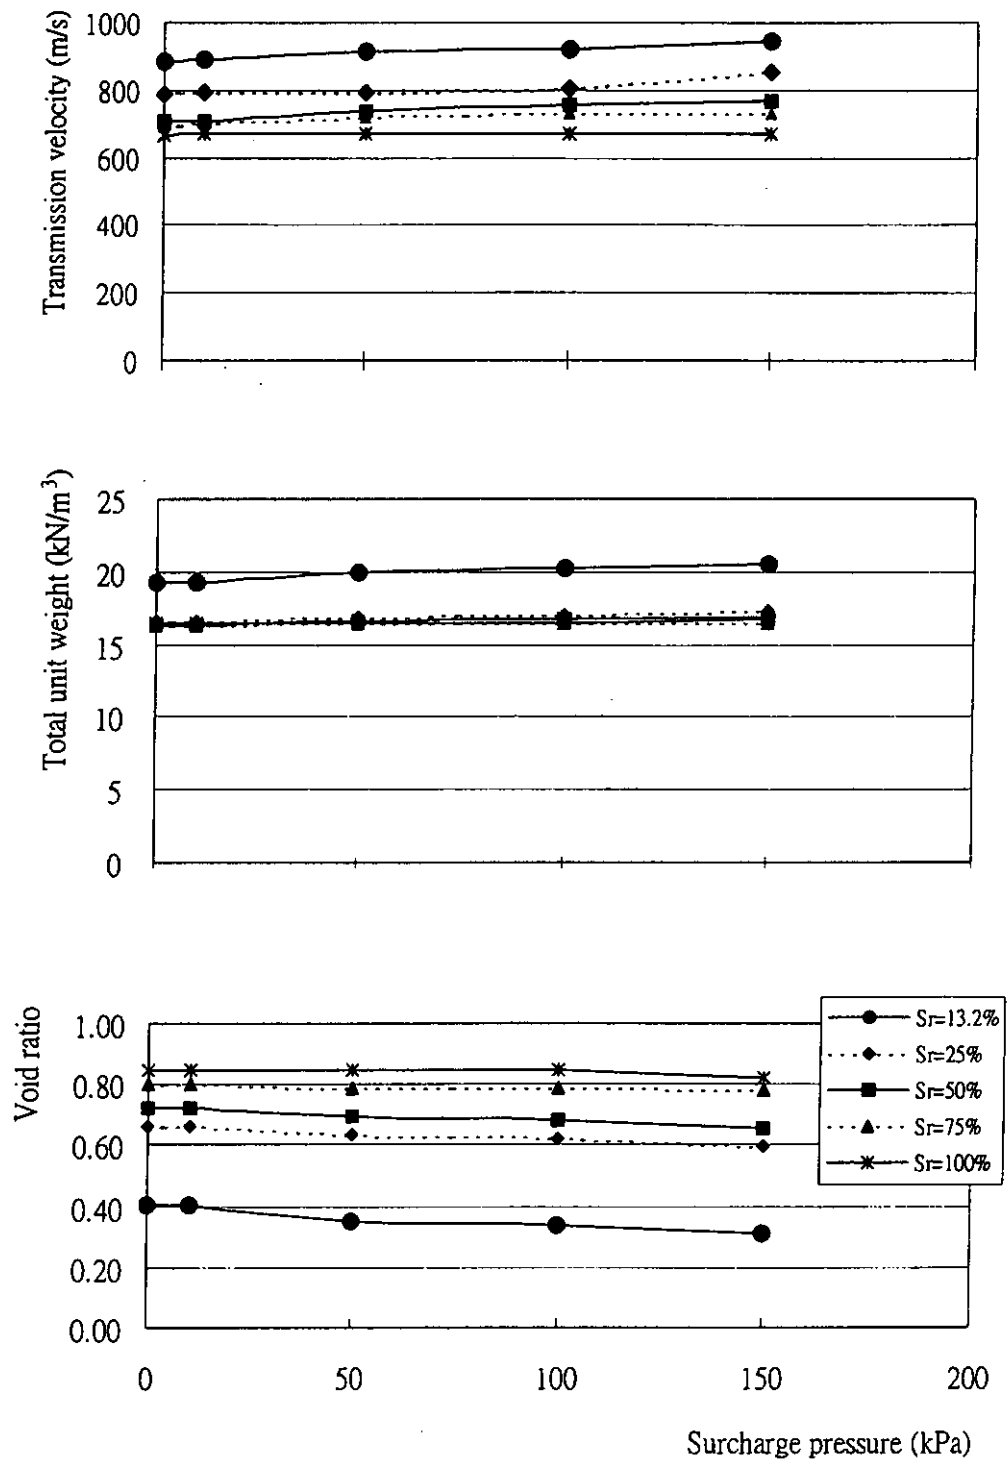 Transmission velocity (m/s)
1000
800
600
400
200
0
Total unit weight (kN/m³)
25
20
15
10
5
0
Void ratio
1.00
0.80
0.60
0.40
0.20
0.00
Sr=13.2%
Sr=25%
Sr=50%
Sr=75%
Sr=100%
0 50 100 150 200
Surcharge pressure (kPa)